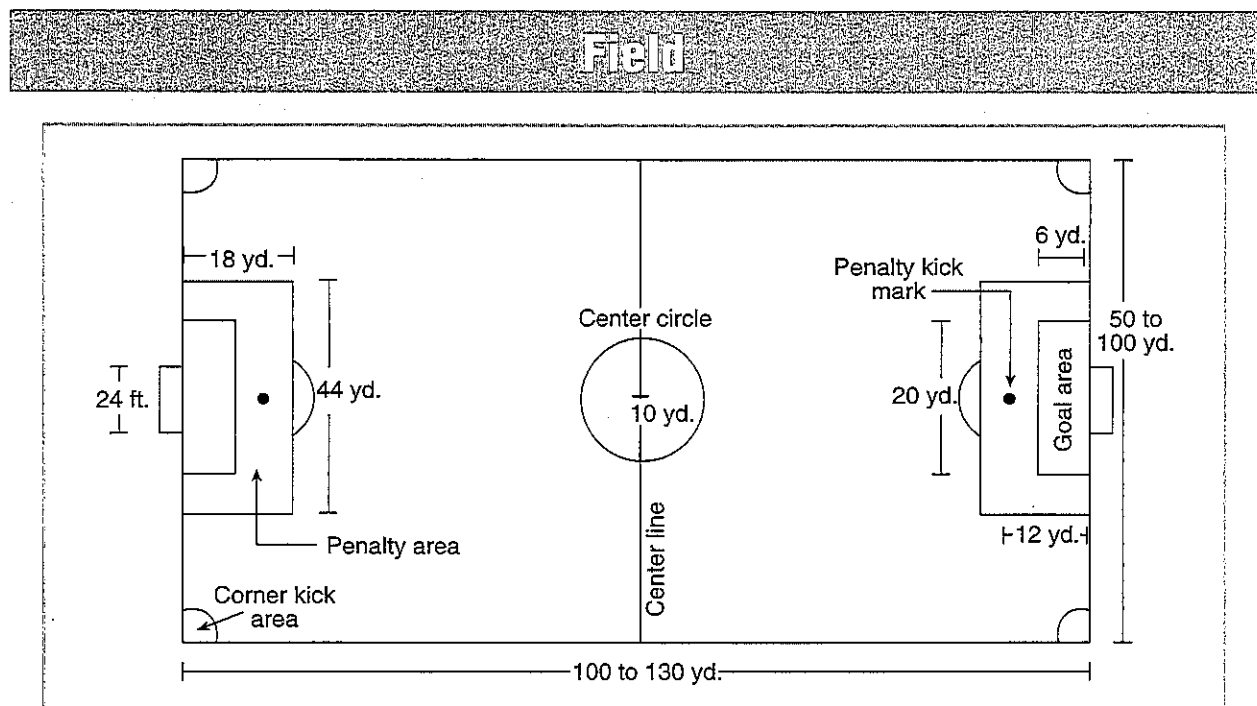 Field
18 yd.
6 yd.
Penalty kick
mark
Center circle
50 to
100 yd.
24 ft.
44 yd.
10 yd.
20 yd.
Goal area
Penalty area
12 yd.
Center line
Corner kick
area
100 to 130 yd.